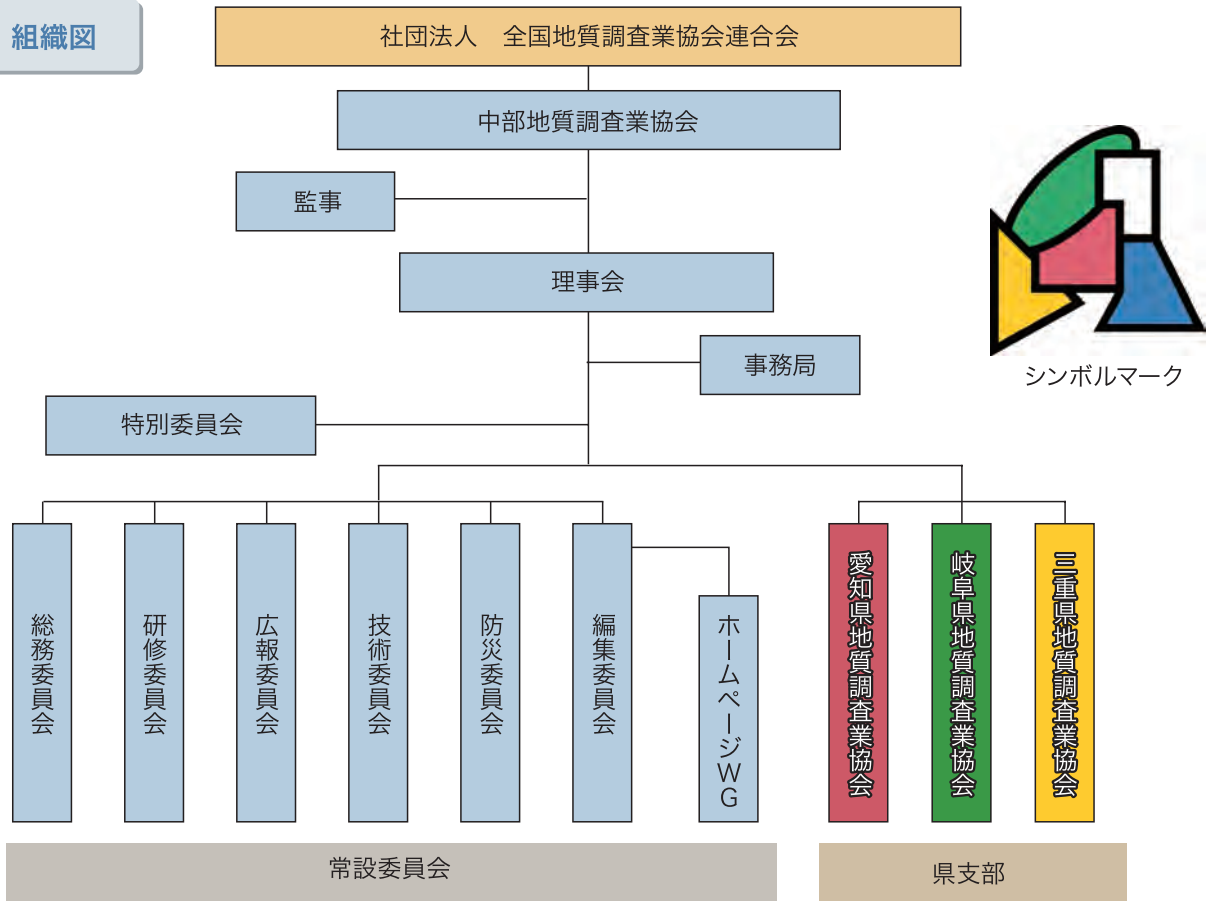 組織図
社団法人　全国地質調査業協会連合会
中部地質調査業協会
監事
理事会
事務局
シンボルマーク
特別委員会
総務委員会
研修委員会
広報委員会
技術委員会
防災委員会
編集委員会
ホームページWG
愛知県地質調査業協会
岐阜県地質調査業協会
三重県地質調査業協会
常設委員会
県支部